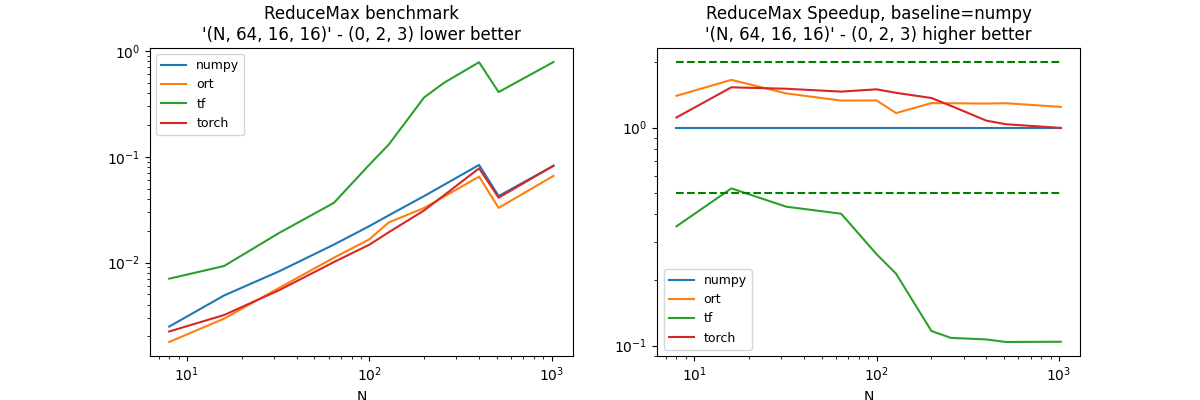 ReduceMax benchmark
'(N, 64, 16, 16)' - (0, 2, 3) lower better
10⁰
10⁻¹
10⁻²
numpy
ort
tf
torch
10¹
10²
10³
N
ReduceMax Speedup, baseline=numpy
'(N, 64, 16, 16)' - (0, 2, 3) higher better
10⁰
10⁻¹
numpy
ort
tf
torch
10¹
10²
10³
N